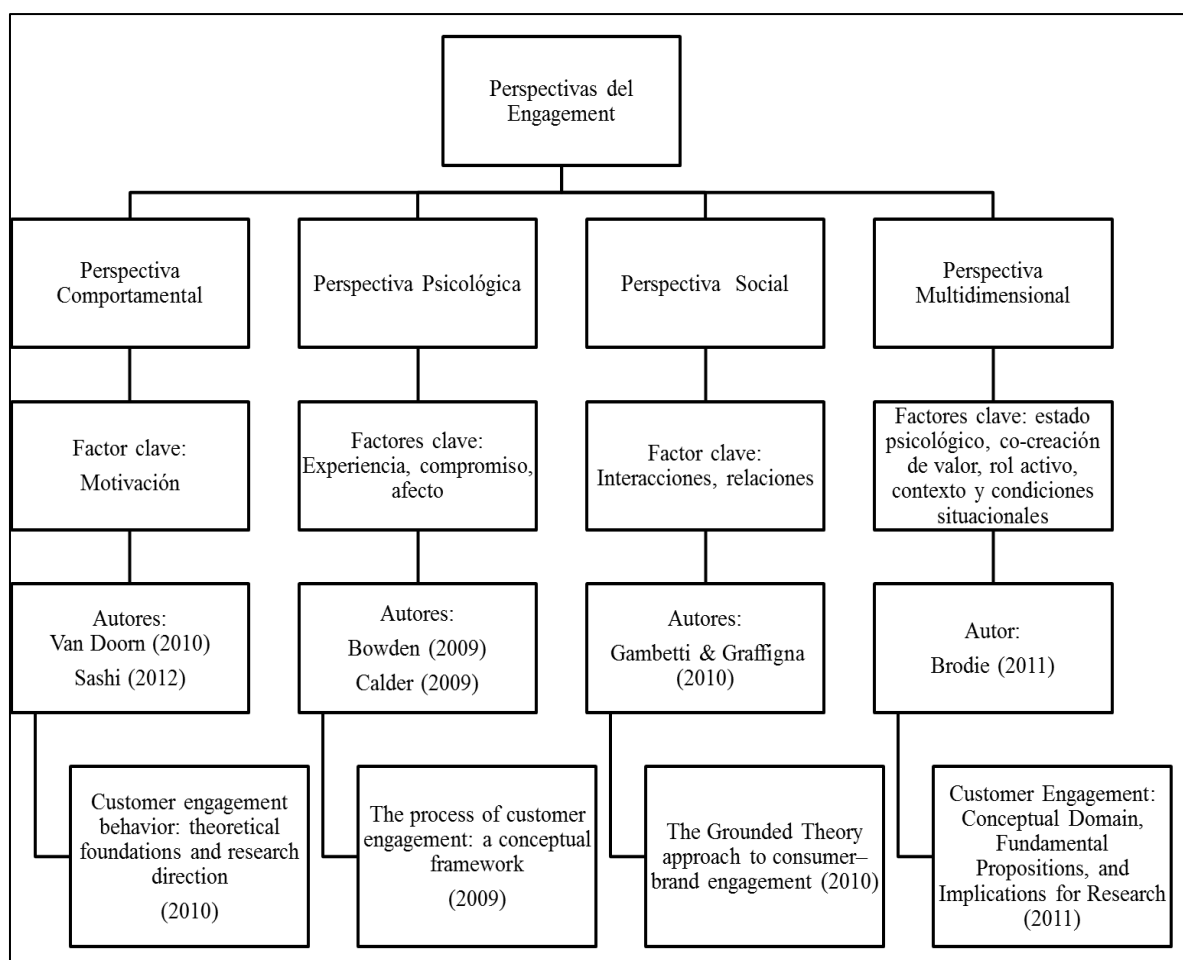 Perspectivas del
Engagement
Perspectiva
Comportamental
Perspectiva Psicológica
Perspectiva Social
Perspectiva
Multidimensional
Factor clave:
Motivación
Factores clave:
Experiencia, compromiso,
afecto
Factor clave:
Interacciones, relaciones
Factores clave: estado
psicológico, co-creación
de valor, rol activo,
contexto y condiciones
situacionales
Autores:
Van Doorn (2010)
Sashi (2012)
Autores:
Bowden (2009)
Calder (2009)
Autores:
Gambetti & Graffigna
(2010)
Autor:
Brodie (2011)
Customer engagement
behavior: theoretical
foundations and research
direction
(2010)
The process of customer
engagement: a conceptual
framework
(2009)
The Grounded Theory
approach to consumer–
brand engagement (2010)
Customer Engagement:
Conceptual Domain,
Fundamental
Propositions, and
Implications for Research
(2011)